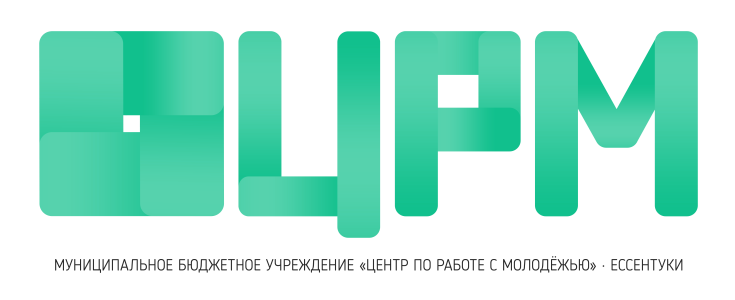 ЦРМ
МУНИЦИПАЛЬНОЕ БЮДЖЕТНОЕ УЧРЕЖДЕНИЕ «ЦЕНТР ПО РАБОТЕ С МОЛОДЁЖЬЮ» · ЕССЕНТУКИ